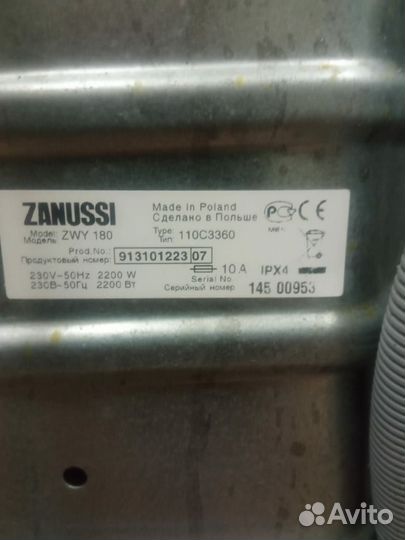 ZANUSSI
Made in Poland
Сделано в Польше
Model: ZWY 180
Модель:
Type 110C3360
Тип:
Prod.No.: 913101223 07
Продуктовый номер:
230V~50Hz 2200 W
230В~50Гц 2200 Вт
10 A IPX4
Serial No
Серийный номер
145 00953
Avito